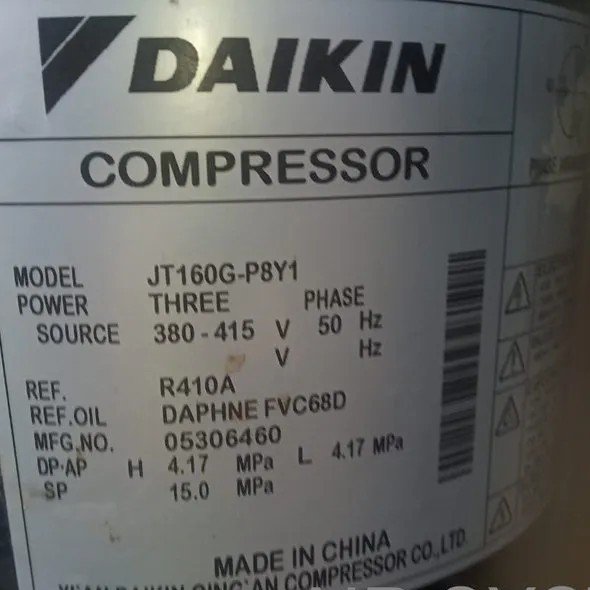 DAIKIN
COMPRESSOR
MODEL JT160G-P8Y1
POWER THREE PHASE
SOURCE 380-415 V 50 Hz
V Hz
REF. R410A
REF.OIL DAPHNE FVC68D
MFG.NO. 05306460
DP·AP H 4.17 MPa L 4.17 MPa
SP 15.0 MPa
MADE IN CHINA
COMPRESSOR CO.,LTD.
PHASE